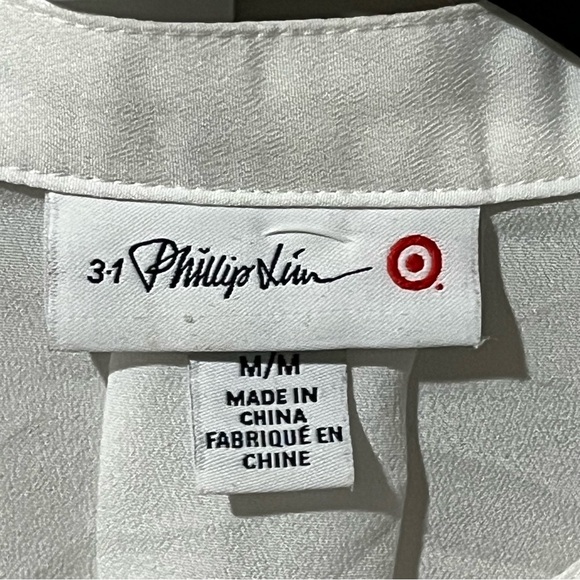 3·1 Phillip Lim
M/M
MADE IN
CHINA
FABRIQUÉ EN
CHINE